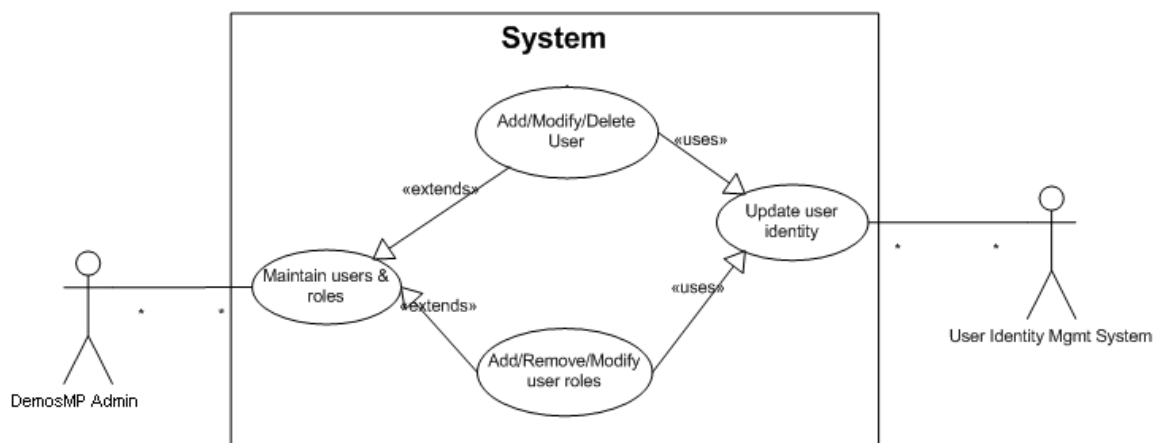 System
Add/Modify/Delete
User
«uses»
«extends»
Update user
identity
*
*
Maintain users &
roles
*
*
«extends»
«uses»
User Identity Mgmt System
Add/Remove/Modify
user roles
DemosMP Admin